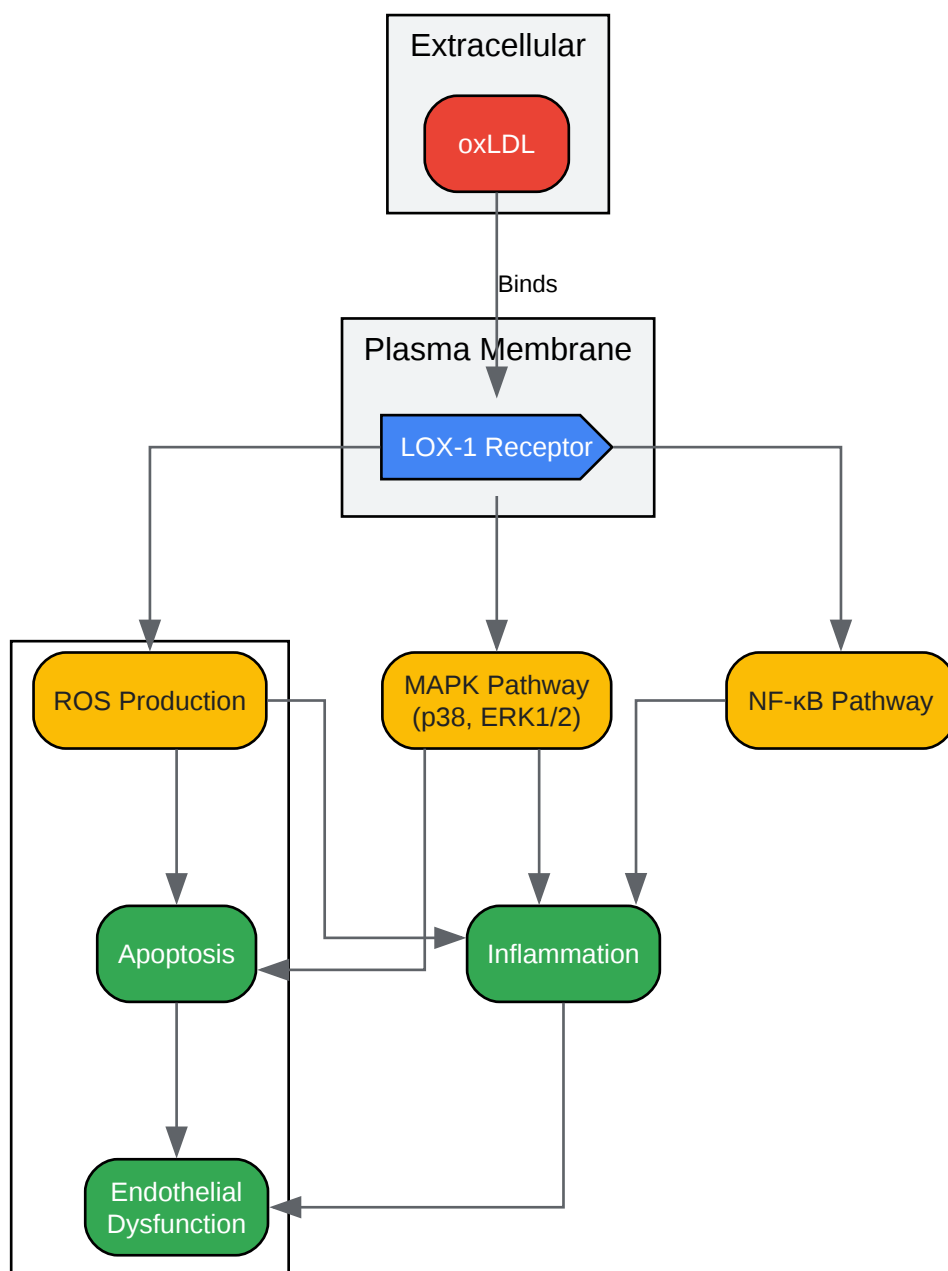 Extracellular
oxLDL
Binds
Plasma Membrane
LOX-1 Receptor
ROS Production
MAPK Pathway
(p38, ERK1/2)
NF-κB Pathway
Apoptosis
Inflammation
Endothelial
Dysfunction